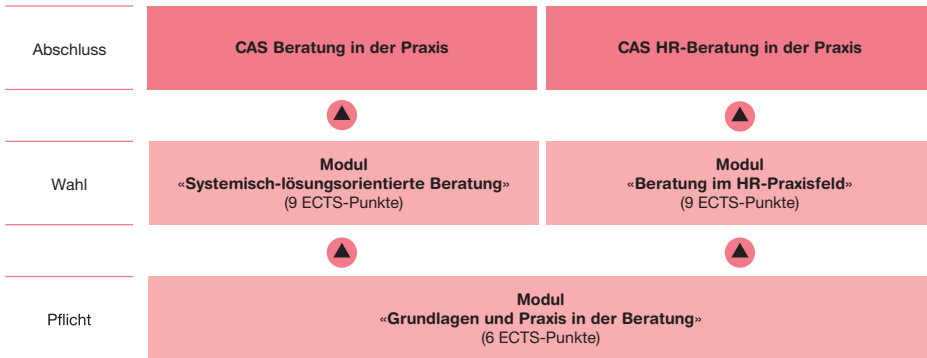 Abschluss
CAS Beratung in der Praxis
CAS HR-Beratung in der Praxis
Wahl
Modul
«Systemisch-lösungsorientierte Beratung»
(9 ECTS-Punkte)
Modul
«Beratung im HR-Praxisfeld»
(9 ECTS-Punkte)
Pflicht
Modul
«Grundlagen und Praxis in der Beratung»
(6 ECTS-Punkte)